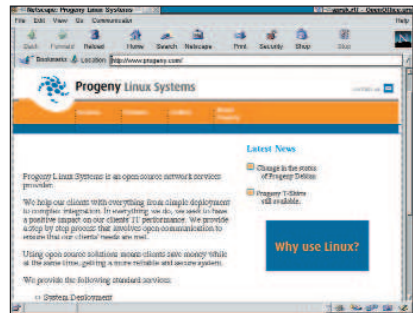 Netscape: Progeny Linux Systems
File Edit View Go Communicator Help
Back Forward Reload Home Search Netscape Print Security Shop Stop
Bookmarks Location: http://www.progeny.com/
Progeny Linux Systems
Latest News
Change in the status
of Progeny Debian
Progeny T-Shirts
still available.
Progeny Linux Systems is an open source network services
provider.
We help our clients with everything from simple deployment
to complex integration. In everything we do, we seek to have
a positive impact on our clients' IT performance. We provide
a step by step process that involves open communication to
ensure that our clients' needs are met.
Using open source solutions means clients save money while
at the same time, getting a more reliable and secure system.
We provide the following standard services:
System Deployment
Why use Linux?